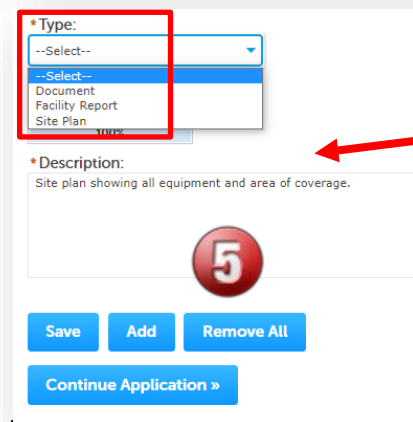 *Type:
--Select--
--Select--
Document
Facility Report
Site Plan
100%
*Description:
Site plan showing all equipment and area of coverage.
5
Save Add Remove All
Continue Application »